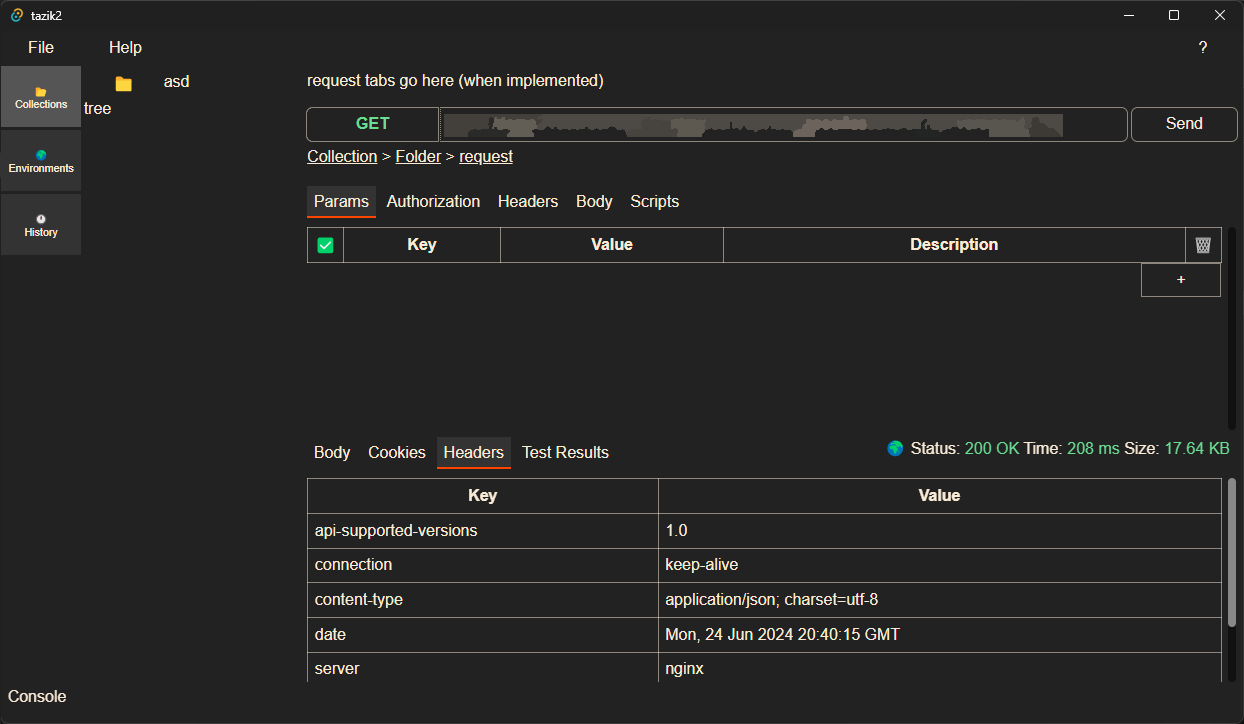 tazik2
File Help ?
Collections
asd
tree
Environments
History
request tabs go here (when implemented)
GET Send
Collection > Folder > request
Params Authorization Headers Body Scripts
Key Value Description
+
Body Cookies Headers Test Results
Status: 200 OK Time: 208 ms Size: 17.64 KB
Key Value
api-supported-versions 1.0
connection keep-alive
content-type application/json; charset=utf-8
date Mon, 24 Jun 2024 20:40:15 GMT
server nginx
Console